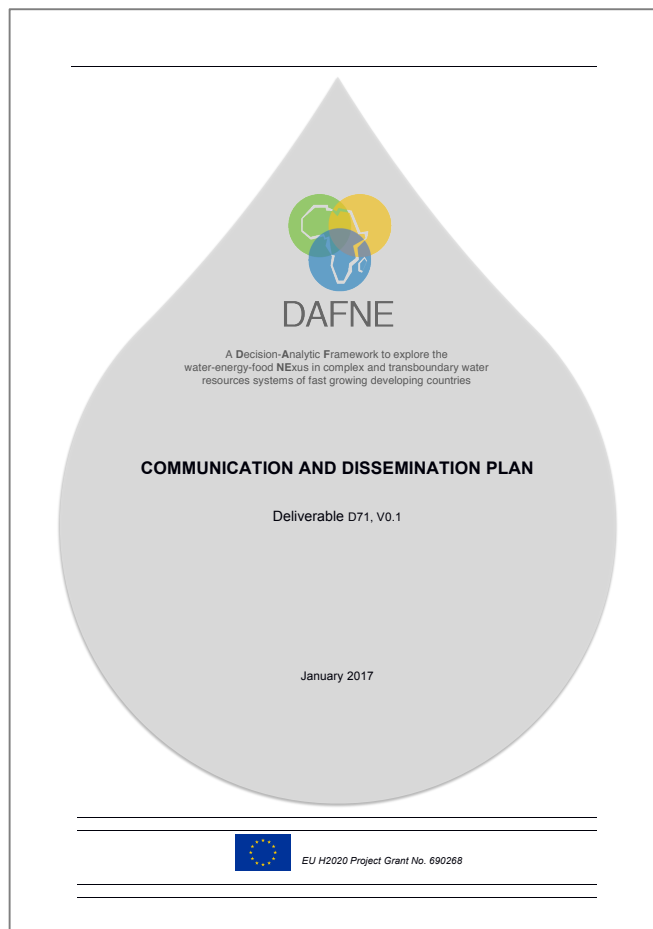 DAFNE
A Decision-Analytic Framework to explore the
water-energy-food NExus in complex and transboundary water
resources systems of fast growing developing countries
COMMUNICATION AND DISSEMINATION PLAN
Deliverable D71, V0.1
January 2017
EU H2020 Project Grant No. 690268